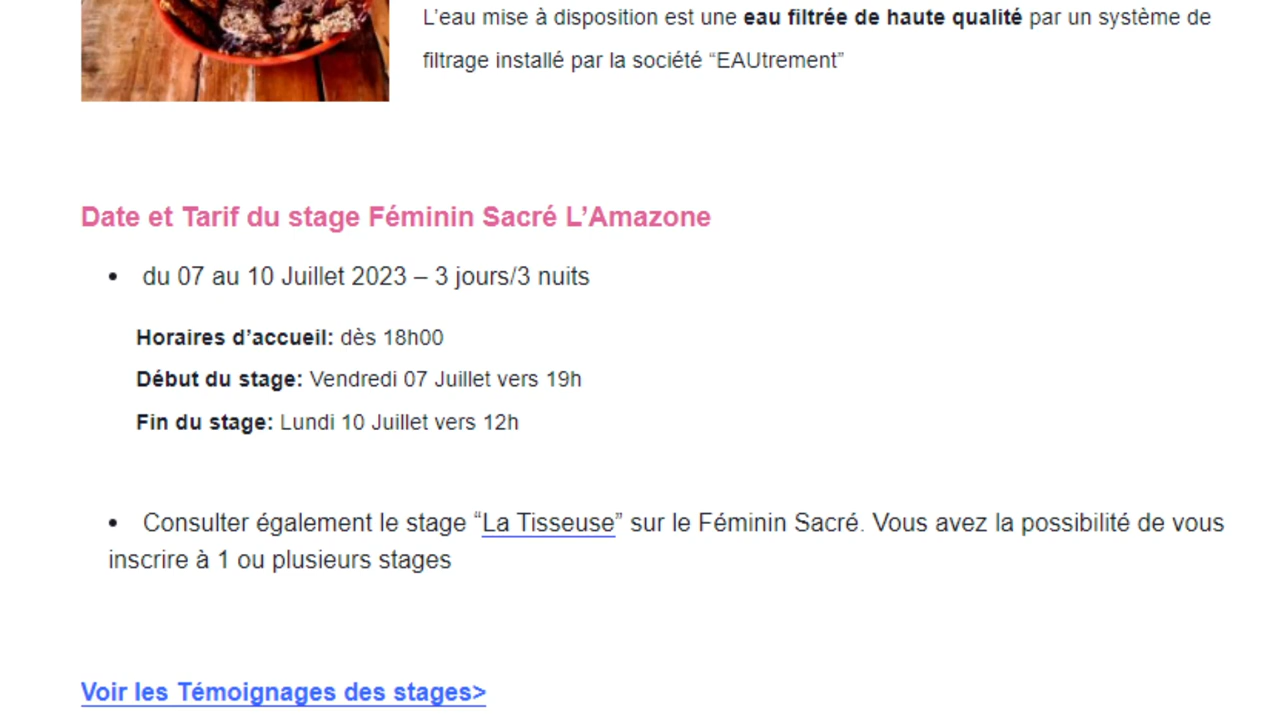 L’eau mise à disposition est une eau filtrée de haute qualité par un système de
filtrage installé par la société “EAUtrement”
Date et Tarif du stage Féminin Sacré L’Amazone
• du 07 au 10 Juillet 2023 – 3 jours/3 nuits
Horaires d’accueil: dès 18h00
Début du stage: Vendredi 07 Juillet vers 19h
Fin du stage: Lundi 10 Juillet vers 12h
• Consulter également le stage “La Tisseuse” sur le Féminin Sacré. Vous avez la possibilité de vous
inscrire à 1 ou plusieurs stages
Voir les Témoignages des stages>